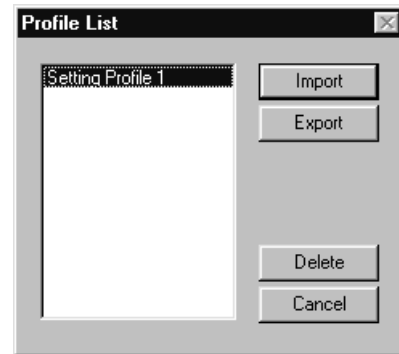 Profile List
Setting Profile 1
Import
Export
Delete
Cancel